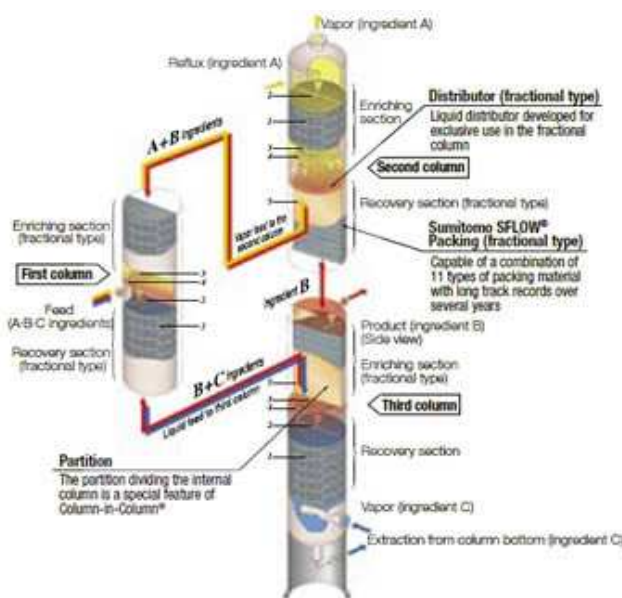 Vapor (ingredient A)
Reflux (ingredient A)
Enriching
section
Distributor (fractional type)
Liquid distributor developed for
exclusive use in the fractional
column
Second column
A+B ingredients
Vapor feed to the
second column
Recovery section (fractional type)
Sumitomo SFLOW®
Packing (fractional type)
Capable of a combination of
11 types of packing material
with long track records over
several years
Enriching section
(fractional type)
First column
Feed
(A·B·C ingredients)
Recovery section
(fractional type)
Ingredient B
Product (ingredient B)
(Side view)
Enriching section
(fractional type)
Third column
B+C ingredients
Liquid feed to third column
Recovery section
Partition
The partition dividing the internal
column is a special feature of
Column-in-Column®
Vapor (ingredient C)
Extraction from column bottom (ingredient C)